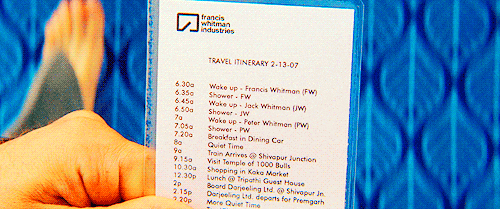 francis
whitman
industries
TRAVEL ITINERARY 2-13-07
6.30a Wake up - Francis Whitman (FW)
6.35a Shower - FW
6.45a Wake up - Jack Whitman (JW)
6.50a Shower - JW
7a Wake up - Peter Whitman (PW)
7.05a Shower - PW
7.20a Breakfast in Dining Car
8a Quiet Time
9a Train Arrives @ Shivapur Junction
9.15a Visit Temple of 1000 Bulls
10.30a Shopping in Kaka Market
12.30p Lunch @ Tripathi Guest House
2p Board Darjeeling Ltd. @ Shivapur Jn.
2.15p Darjeeling Ltd. departs for Premgarh
2.20p More Quiet Time